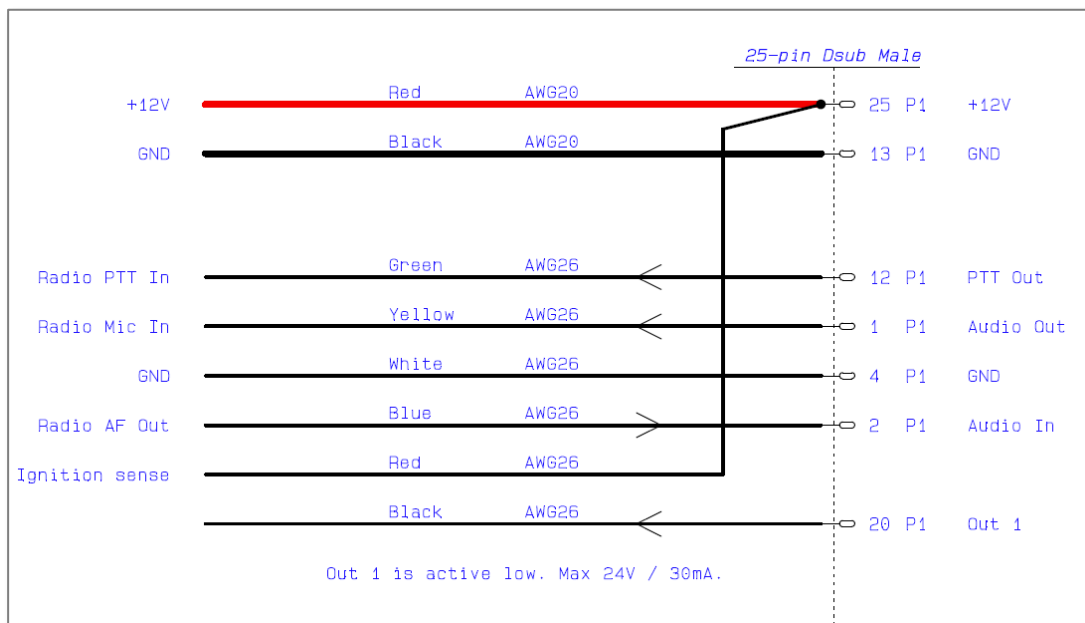 25-pin Dsub Male
+12V Red AWG20 25 P1 +12V
GND Black AWG20 13 P1 GND
Radio PTT In Green AWG26 12 P1 PTT Out
Radio Mic In Yellow AWG26 1 P1 Audio Out
GND White AWG26 4 P1 GND
Radio AF Out Blue AWG26 2 P1 Audio In
Ignition sense Red AWG26
Black AWG26 20 P1 Out 1
Out 1 is active low. Max 24V / 30mA.